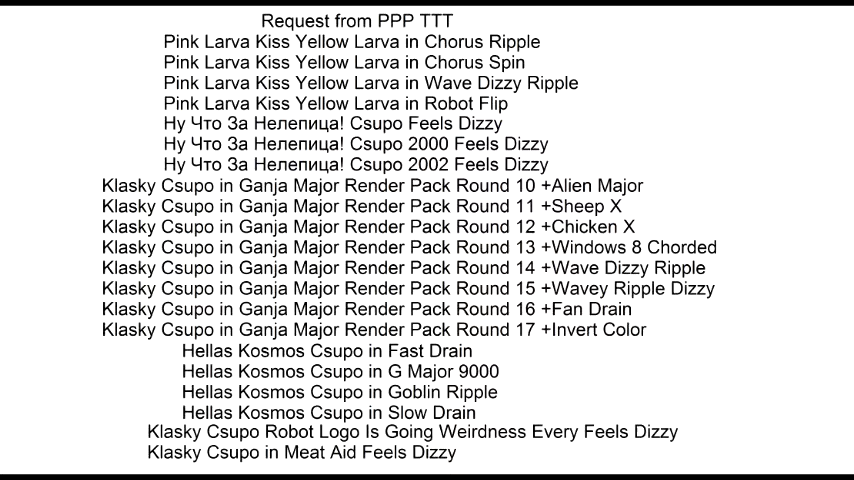 Request from PPP TTT
Pink Larva Kiss Yellow Larva in Chorus Ripple
Pink Larva Kiss Yellow Larva in Chorus Spin
Pink Larva Kiss Yellow Larva in Wave Dizzy Ripple
Pink Larva Kiss Yellow Larva in Robot Flip
Ну Что За Нелепица! Csupo Feels Dizzy
Ну Что За Нелепица! Csupo 2000 Feels Dizzy
Ну Что За Нелепица! Csupo 2002 Feels Dizzy
Klasky Csupo in Ganja Major Render Pack Round 10 +Alien Major
Klasky Csupo in Ganja Major Render Pack Round 11 +Sheep X
Klasky Csupo in Ganja Major Render Pack Round 12 +Chicken X
Klasky Csupo in Ganja Major Render Pack Round 13 +Windows 8 Chorded
Klasky Csupo in Ganja Major Render Pack Round 14 +Wave Dizzy Ripple
Klasky Csupo in Ganja Major Render Pack Round 15 +Wavey Ripple Dizzy
Klasky Csupo in Ganja Major Render Pack Round 16 +Fan Drain
Klasky Csupo in Ganja Major Render Pack Round 17 +Invert Color
Hellas Kosmos Csupo in Fast Drain
Hellas Kosmos Csupo in G Major 9000
Hellas Kosmos Csupo in Goblin Ripple
Hellas Kosmos Csupo in Slow Drain
Klasky Csupo Robot Logo Is Going Weirdness Every Feels Dizzy
Klasky Csupo in Meat Aid Feels Dizzy